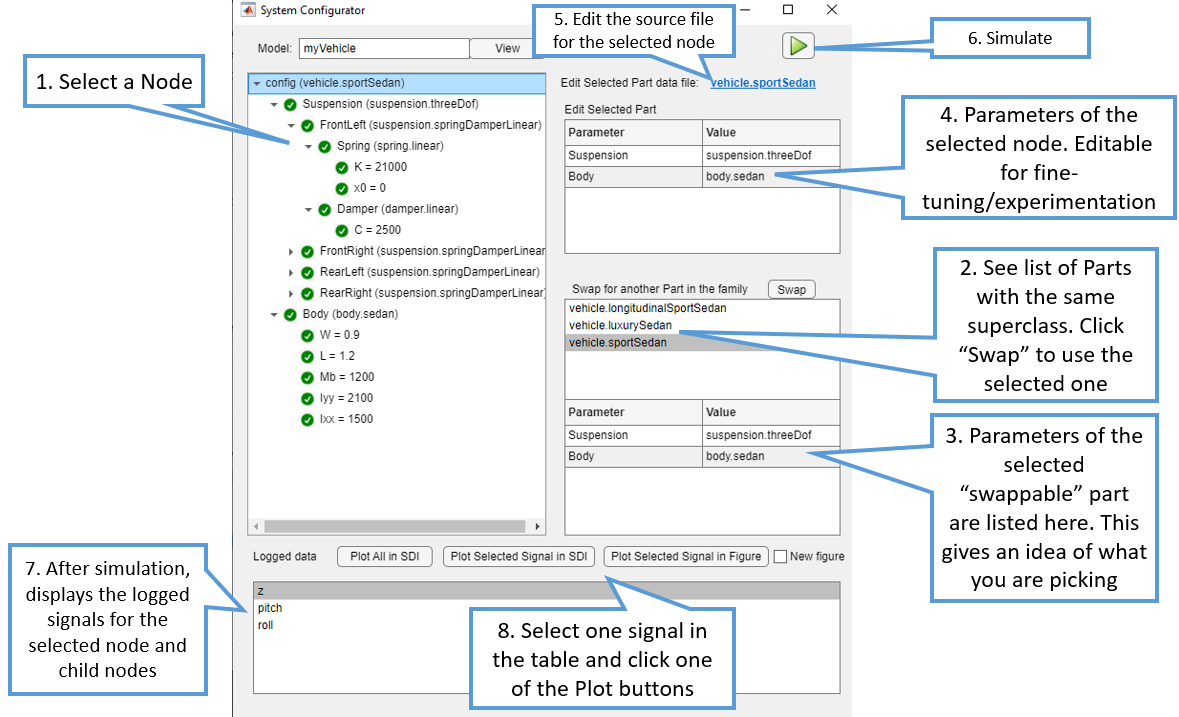 System Configurator
Model:
myVehicle
View
5. Edit the source file
for the selected node
6. Simulate
1. Select a Node
Edit Selected Part data file:
vehicle.sportSedan
config (vehicle.sportSedan)
Suspension (suspension.threeDof)
FrontLeft (suspension.springDamperLinear)
Spring (spring.linear)
K = 21000
x0 = 0
Damper (damper.linear)
C = 2500
FrontRight (suspension.springDamperLinear
RearLeft (suspension.springDamperLinear)
RearRight (suspension.springDamperLinear)
Body (body.sedan)
W = 0.9
L = 1.2
Mb = 1200
Iyy = 2100
Ixx = 1500
Edit Selected Part
Parameter Value
Suspension suspension.threeDof
Body body.sedan
4. Parameters of the
selected node. Editable
for fine-
tuning/experimentation
Swap for another Part in the family
Swap
vehicle.longitudinalSportSedan
vehicle.luxurySedan
vehicle.sportSedan
2. See list of Parts
with the same
superclass. Click
“Swap” to use the
selected one
Parameter Value
Suspension suspension.threeDof
Body body.sedan
3. Parameters of the
selected
“swappable” part
are listed here. This
gives an idea of what
you are picking
Logged data
Plot All in SDI
Plot Selected Signal in SDI
Plot Selected Signal in Figure
New figure
z
pitch
roll
7. After simulation,
displays the logged
signals for the
selected node and
child nodes
8. Select one signal in
the table and click one
of the Plot buttons